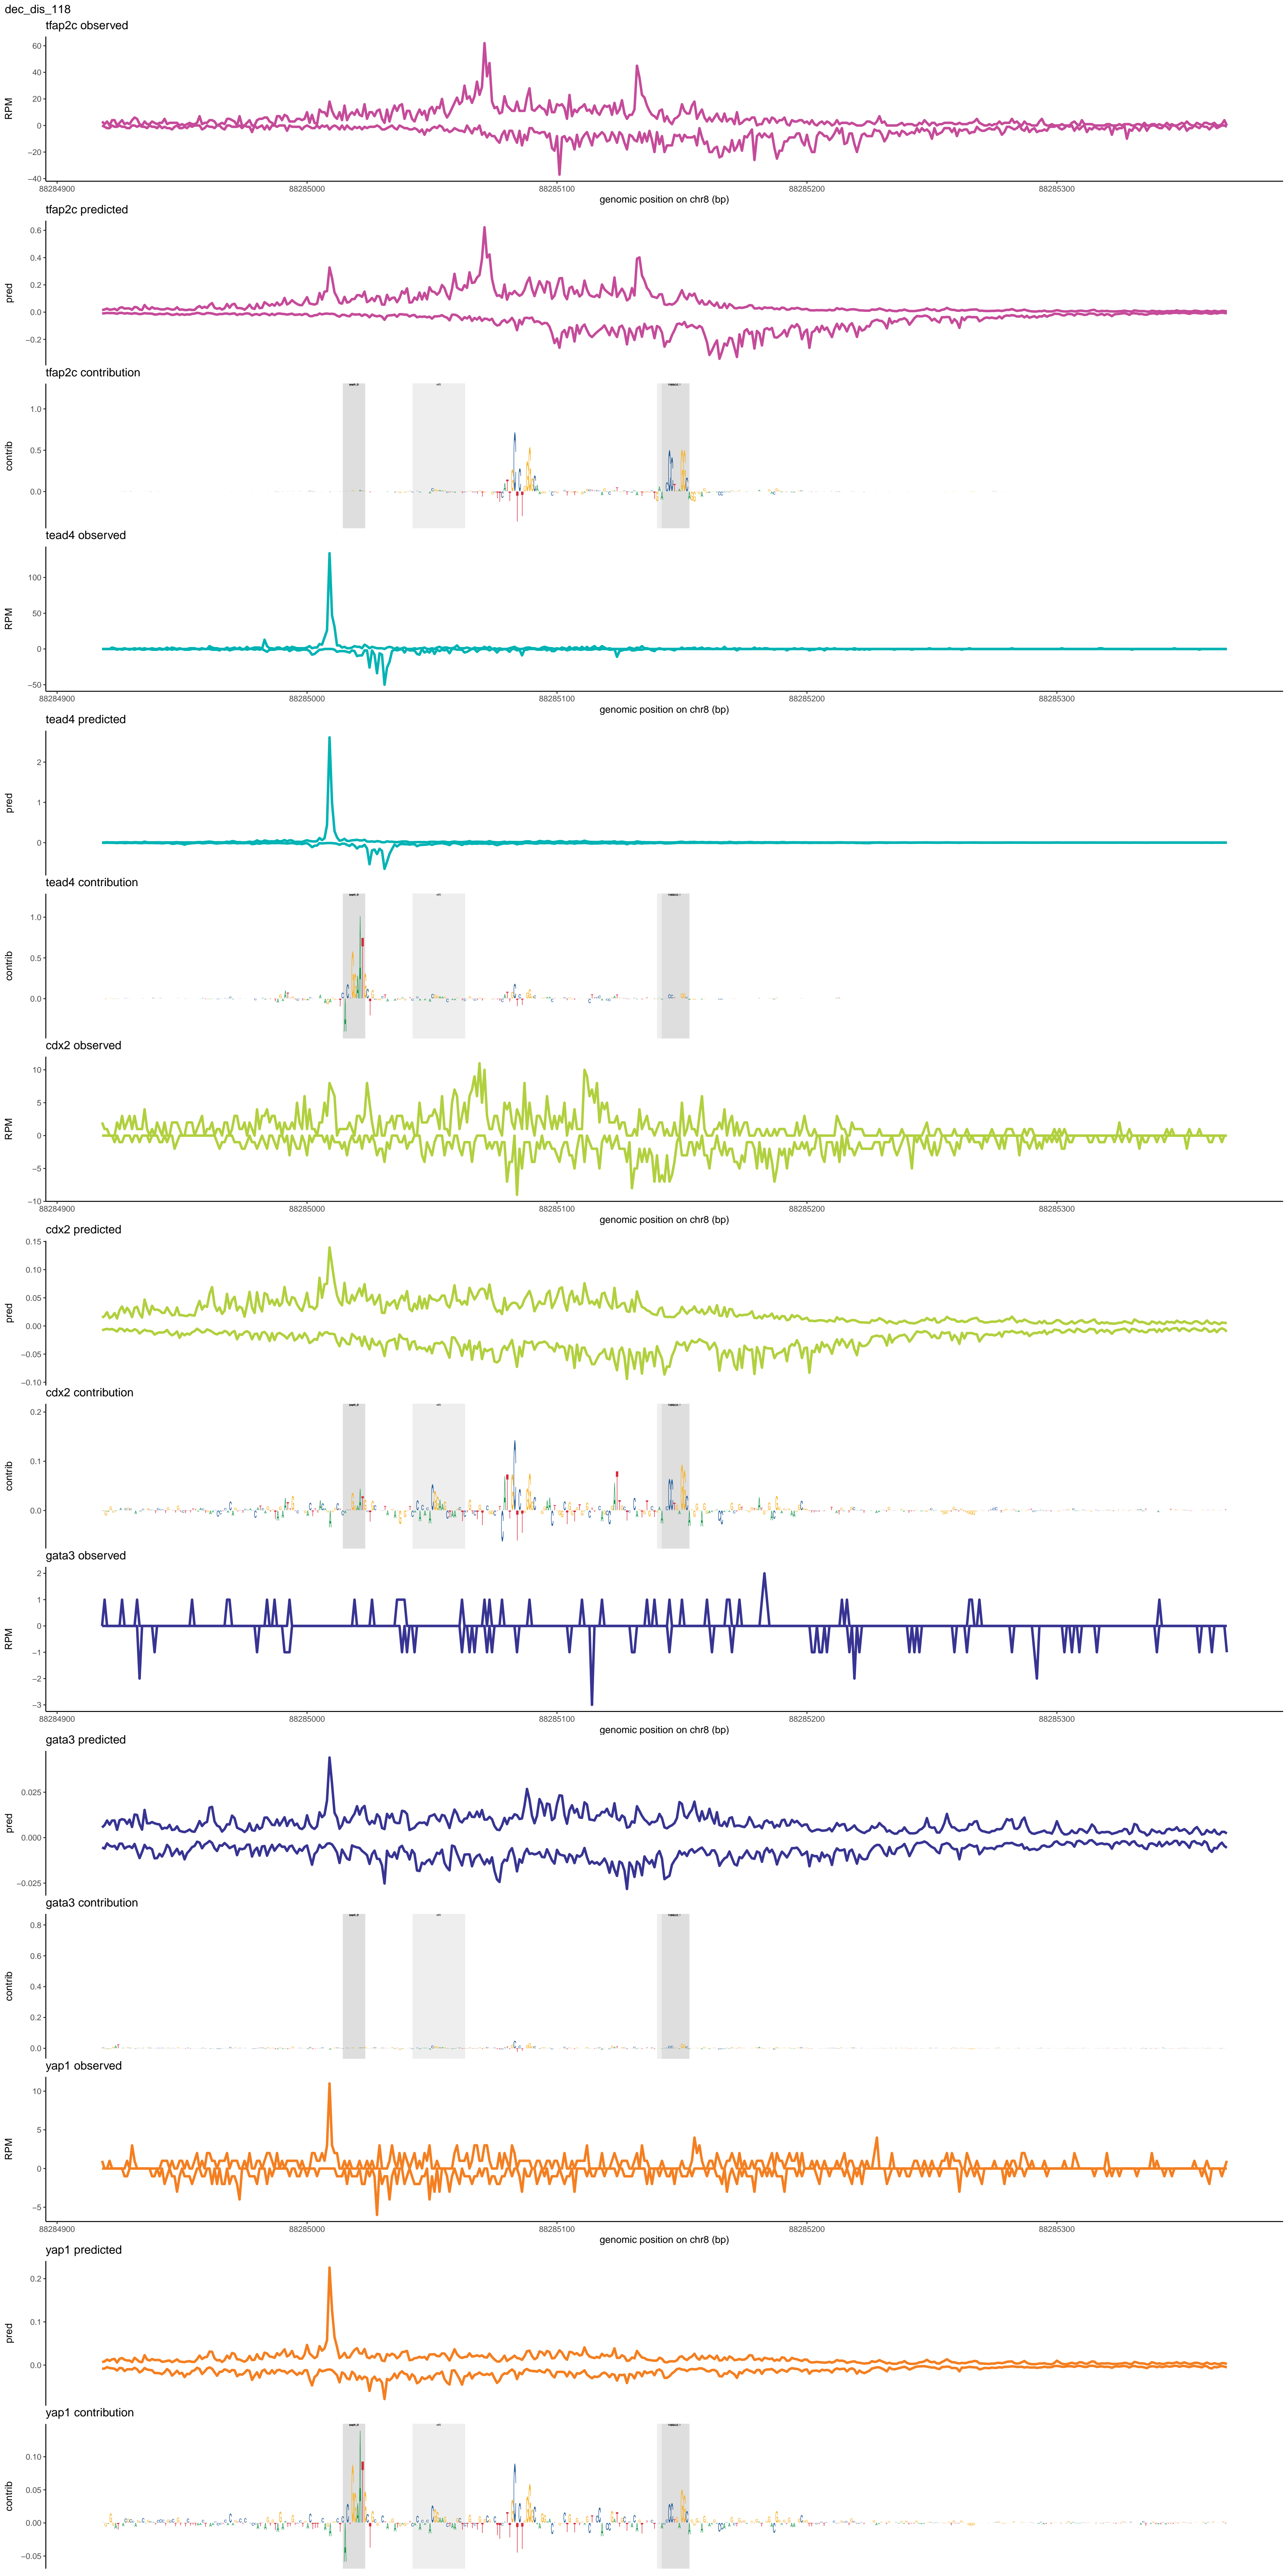 dec_dis_118
tfap2c observed
60
40
20
0
−20
−40
RPM
88284900
88285000
88285100
88285200
88285300
genomic position on chr8 (bp)
tfap2c predicted
0.6
0.4
0.2
0.0
−0.2
pred
tfap2c contribution
1.0
0.5
0.0
contrib
tead4 observed
100
50
0
−50
RPM
88284900
88285000
88285100
88285200
88285300
genomic position on chr8 (bp)
tead4 predicted
2
1
0
pred
tead4 contribution
1.0
0.5
0.0
contrib
cdx2 observed
10
5
0
−5
−10
RPM
88284900
88285000
88285100
88285200
88285300
genomic position on chr8 (bp)
cdx2 predicted
0.15
0.10
0.05
0.00
−0.05
−0.10
pred
cdx2 contribution
0.2
0.1
0.0
contrib
gata3 observed
2
1
0
−1
−2
−3
RPM
88284900
88285000
88285100
88285200
88285300
genomic position on chr8 (bp)
gata3 predicted
0.025
0.000
−0.025
pred
gata3 contribution
0.8
0.6
0.4
0.2
0.0
contrib
yap1 observed
10
5
0
−5
RPM
88284900
88285000
88285100
88285200
88285300
genomic position on chr8 (bp)
yap1 predicted
0.2
0.1
0.0
pred
yap1 contribution
0.10
0.05
0.00
−0.05
contrib